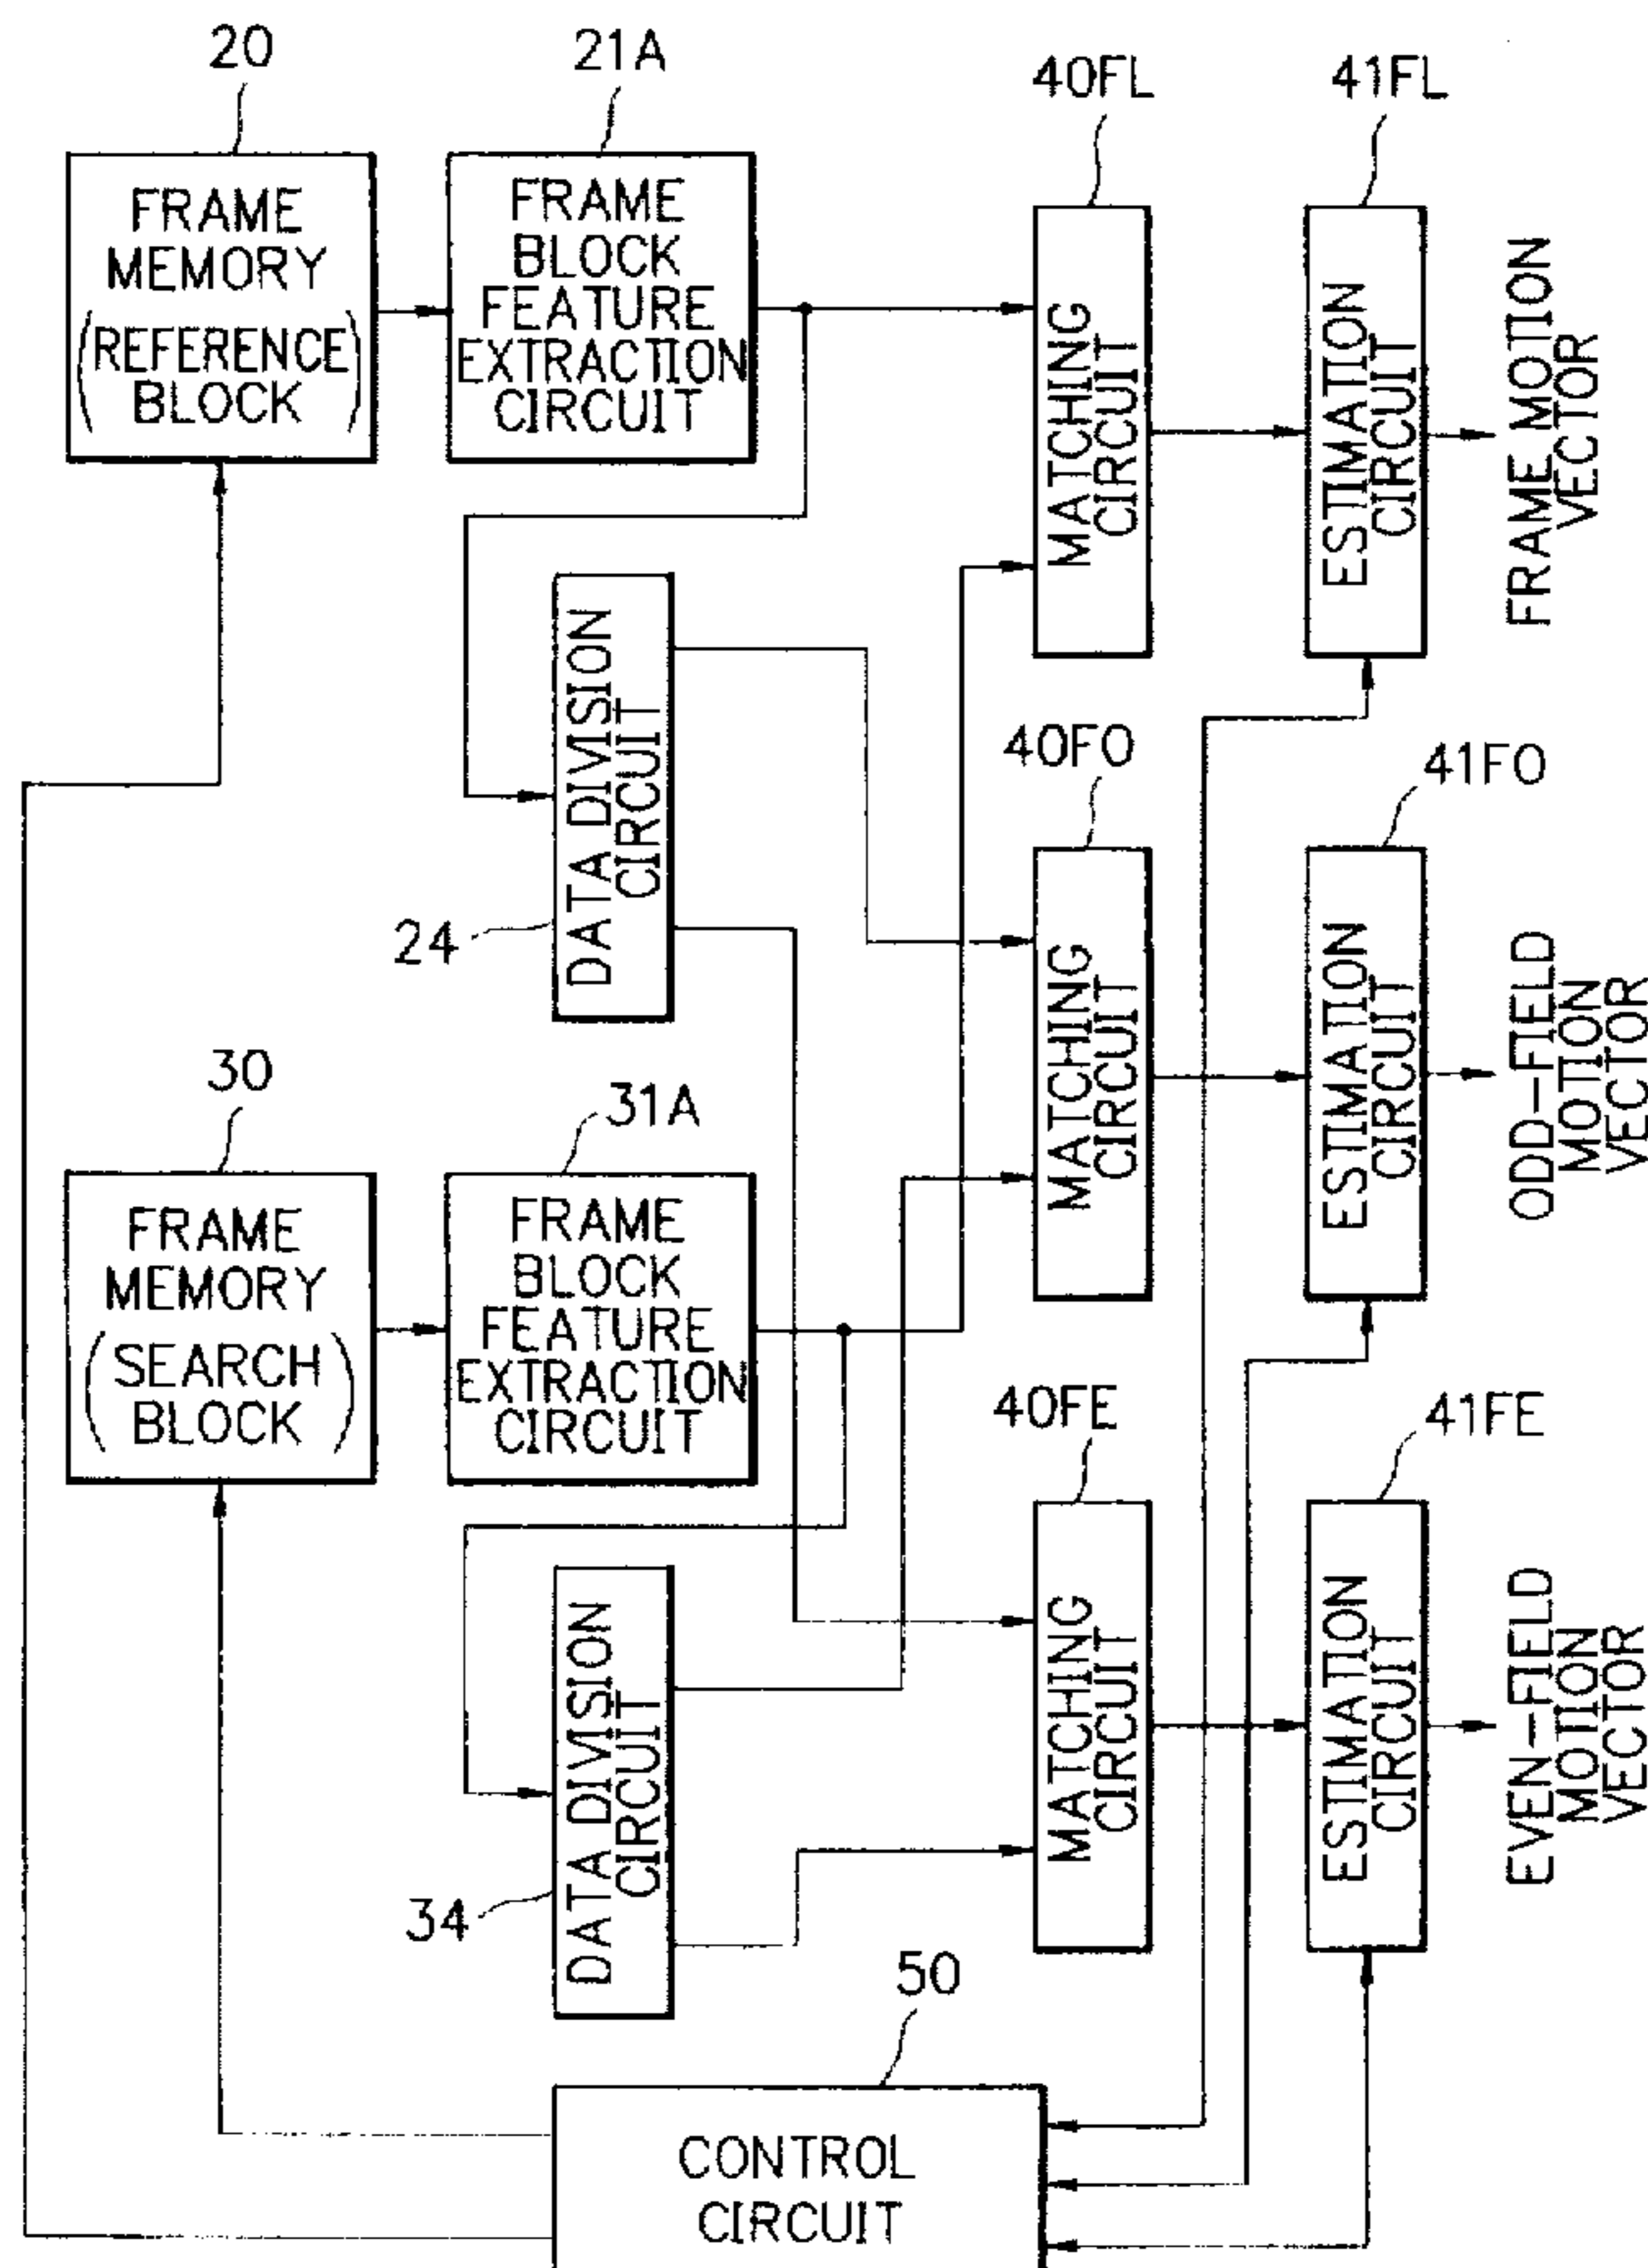 20
21A
40FL
41FL
FRAME
MEMORY
(REFERENCE
BLOCK)
FRAME
BLOCK
FEATURE
EXTRACTION
CIRCUIT
MATCHING
CIRCUIT
ESTIMATION
CIRCUIT
FRAME MOTION
VECTOR
DATA DIVISION
CIRCUIT
24
40FO
41FO
MATCHING
CIRCUIT
ESTIMATION
CIRCUIT
ODD-FIELD
MOTION
VECTOR
30
31A
FRAME
MEMORY
(SEARCH
BLOCK)
FRAME
BLOCK
FEATURE
EXTRACTION
CIRCUIT
40FE
41FE
MATCHING
CIRCUIT
ESTIMATION
CIRCUIT
EVEN-FIELD
MOTION
VECTOR
DATA DIVISION
CIRCUIT
34
50
CONTROL
CIRCUIT